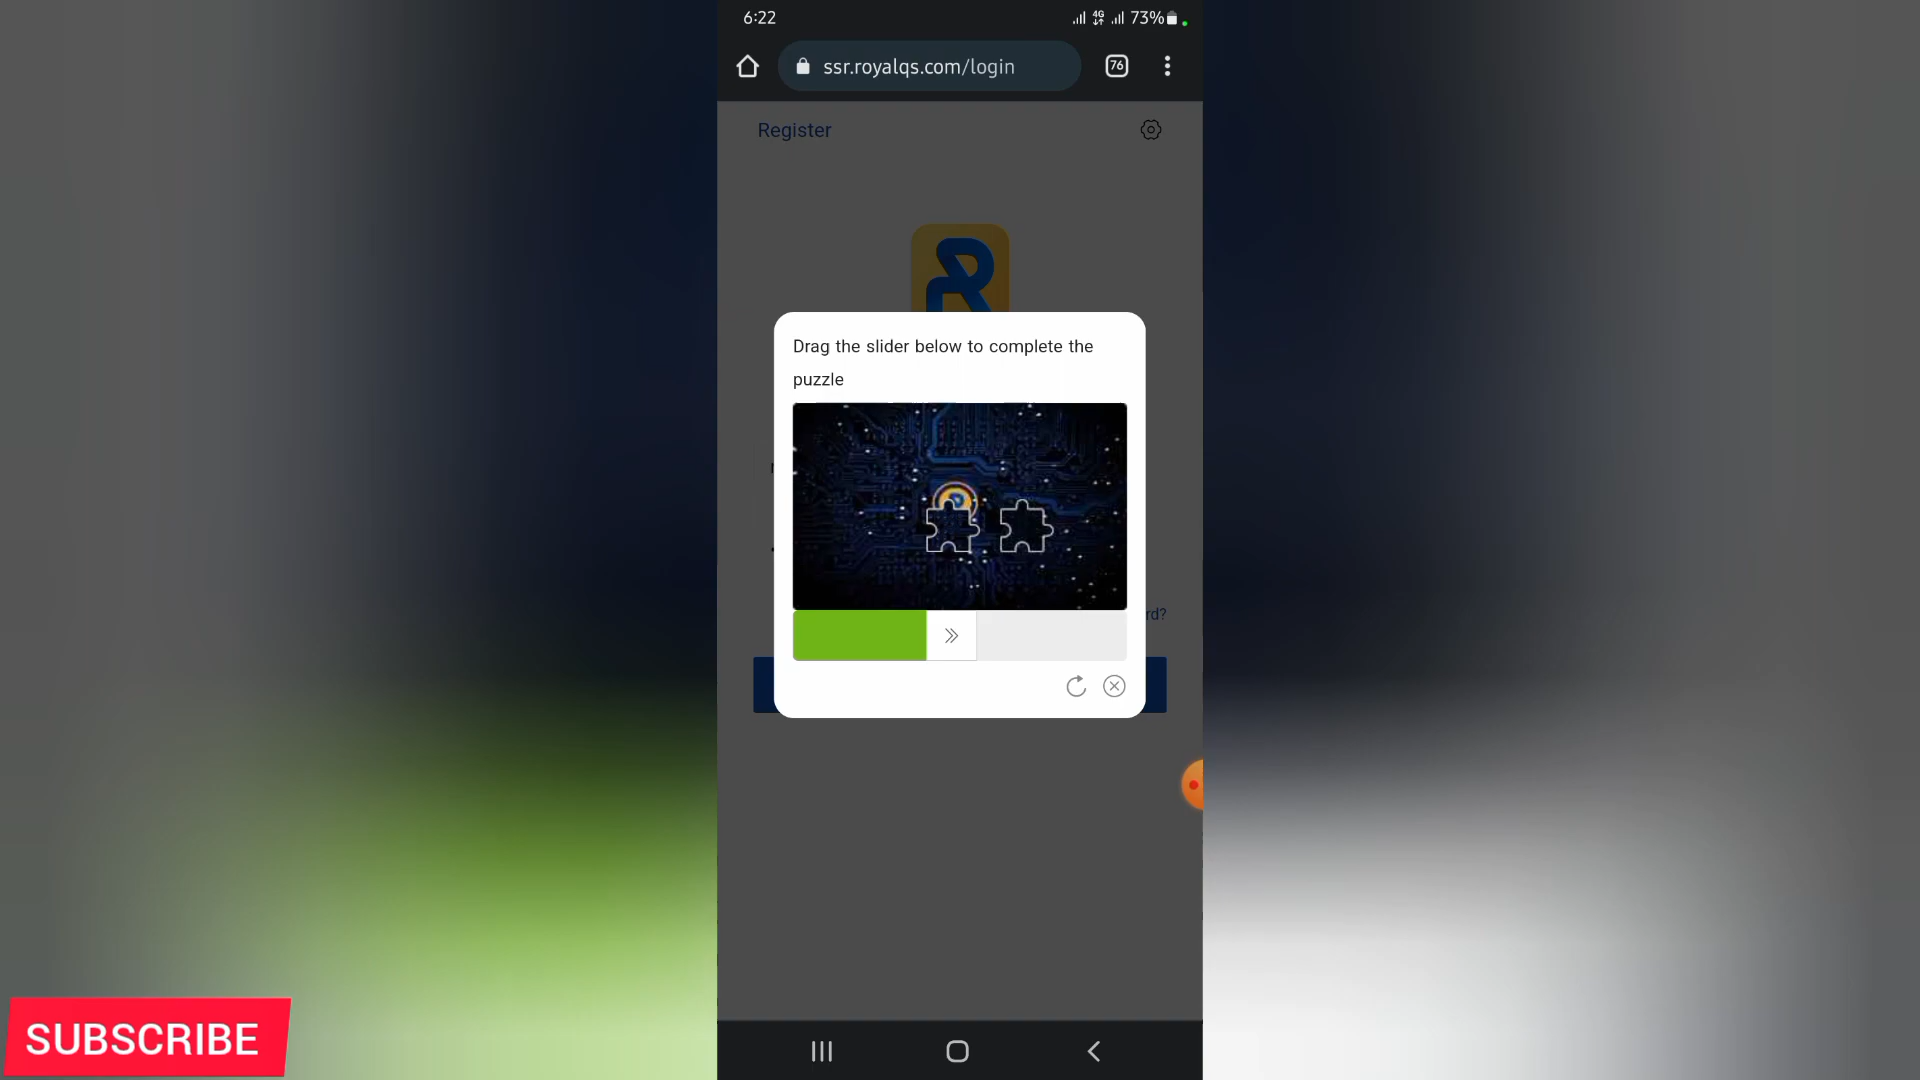 6:22
4G
73%
ssr.royalqs.com/login
76
Register
Drag the slider below to complete the
puzzle
rd?
SUBSCRIBE